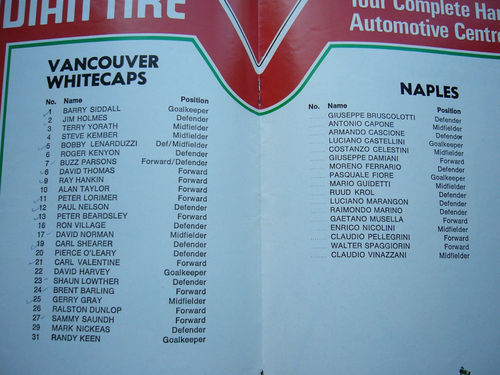 DIAN TIRE
Your Complete
Automotive Centre
VANCOUVER
WHITECAPS
No. Name Position
1 BARRY SIDDALL Goalkeeper
2 JIM HOLMES Defender
3 TERRY YORATH Midfielder
4 STEVE KEMBER Midfielder
5 BOBBY LENARDUZZI Def/Midfielder
6 ROGER KENYON Defender
7 BUZZ PARSONS Forward/Defender
8 DAVID THOMAS Forward
9 RAY HANKIN Forward
10 ALAN TAYLOR Forward
11 PETER LORIMER Forward
12 PAUL NELSON Defender
13 PETER BEARDSLEY Forward
16 RON VILLAGE Defender
17 DAVID NORMAN Midfielder
19 CARL SHEARER Defender
20 PIERCE O'LEARY Defender
21 CARL VALENTINE Forward
22 DAVID HARVEY Goalkeeper
23 SHAUN LOWTHER Defender
24 BRENT BARLING Forward
25 GERRY GRAY Midfielder
26 RALSTON DUNLOP Forward
27 SAMMY SAUNDH Forward
29 MARK NICKEAS Defender
31 RANDY KEEN Goalkeeper
NAPLES
No. Name Position
GIUSEPPE BRUSCOLOTTI Defender
ANTONIO CAPONE Midfielder
ARMANDO CASCIONE Defender
LUCIANO CASTELLINI Goalkeeper
COSTANZO CELESTINI Midfielder
GIUSEPPE DAMIANI Forward
MORENO FERRARIO Defender
PASQUALE FIORE Goalkeeper
MARIO GUIDETTI Midfielder
RUUD KROL Defender
LUCIANO MARANGON Defender
RAIMONDO MARINO Defender
GAETANO MUSELLA Forward
ENRICO NICOLINI Midfielder
CLAUDIO PELLEGRINI Forward
WALTER SPAGGIORIN Forward
CLAUDIO VINAZZANI Midfielder